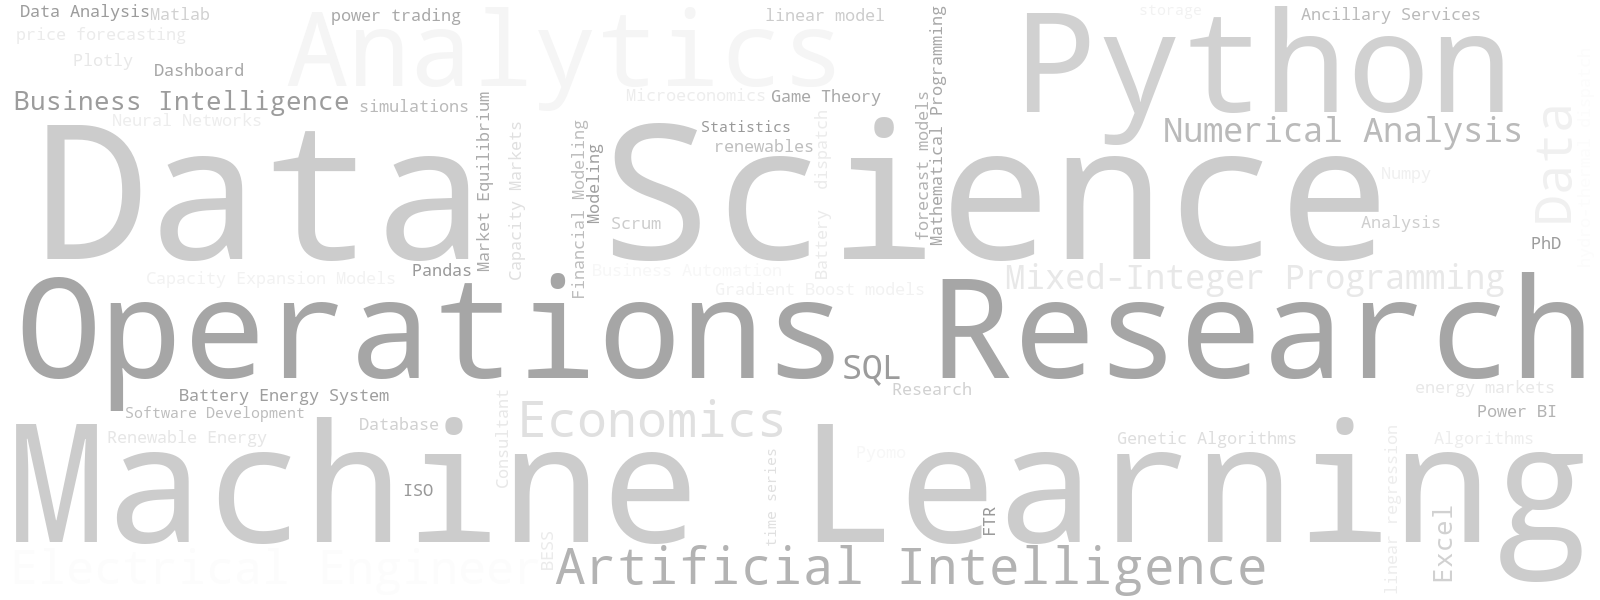 Data Analysis
Matlab
power trading
linear model
storage
Ancillary Services
price forecasting
Analytics
Python
Plotly
Dashboard
Business Intelligence
simulations
Microeconomics
Game Theory
Mathematical Programming
Neural Networks
Statistics
Numerical Analysis
renewables
Data Science
Market Equilibrium
Capacity Markets
Financial Modeling
Modeling
Battery dispatch
forecast models
Data
Numpy
Scrum
Analysis
PhD
Pandas
Capacity Expansion Models
Business Automation
Gradient Boost models
Mixed-Integer Programming
Operations Research
SQL
Battery Energy System
Research
energy markets
Software Development
Power BI
Database
Consultant
Economics
Renewable Energy
Genetic Algorithms
Algorithms
Pyomo
Machine Learning
time series
linear regression
ISO
FTR
Excel
BESS
Artificial Intelligence
Electrical Engineer